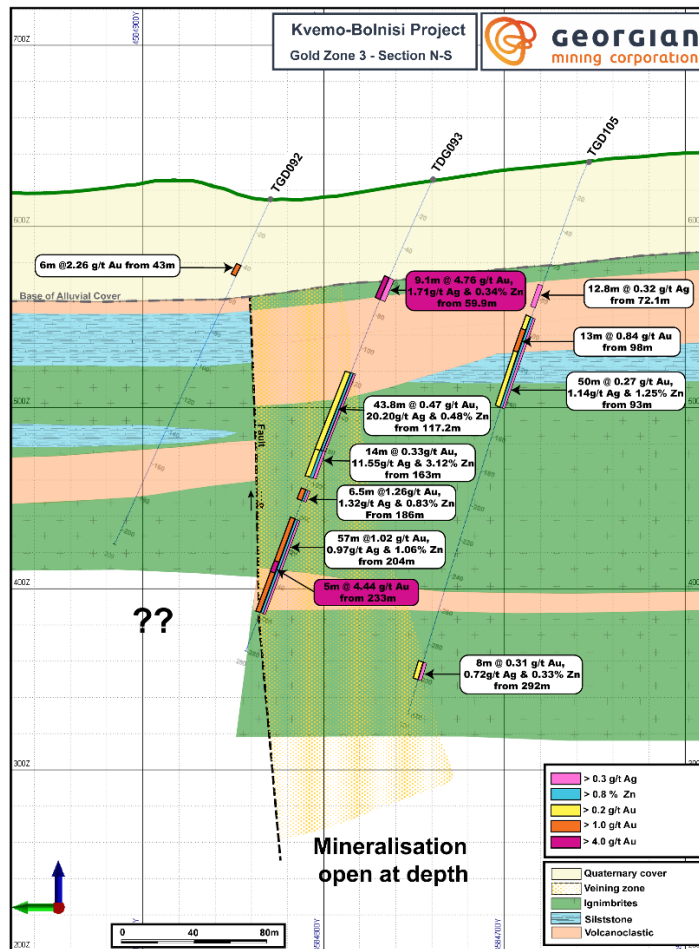 Kvemo-Bolnisi Project
Gold Zone 3 - Section N-S
GEORGIAN
mining corporation
700Z
4584900Y
TGD092
TDG093
TGD105
600Z
6m @2.26 g/t Au from 43m
Base of Alluvial Cover
9.1m @ 4.76 g/t Au,
1.71g/t Ag & 0.34% Zn
from 59.9m
12.8m @ 0.32 g/t Ag
from 72.1m
13m @ 0.84 g/t Au
from 98m
50m @ 0.27 g/t Au,
1.14g/t Ag & 1.25% Zn
from 93m
500Z
43.8m @ 0.47 g/t Au,
20.20g/t Ag & 0.48% Zn
from 117.2m
14m @ 0.33g/t Au,
11.55g/t Ag & 3.12% Zn
from 163m
Fault
6.5m @1.26g/t Au,
1.32g/t Ag & 0.83% Zn
From 186m
57m @1.02 g/t Au,
0.97g/t Ag & 1.06% Zn
from 204m
5m @ 4.44 g/t Au
from 233m
400Z
??
8m @ 0.31 g/t Au,
0.72g/t Ag & 0.33% Zn
from 292m
300Z
Mineralisation
open at depth
> 0.3 g/t Ag
> 0.8 % Zn
> 0.2 g/t Au
> 1.0 g/t Au
> 4.0 g/t Au
Quaternary cover
Veining zone
Ignimbrites
Silststone
Volcanoclastic
0 40 80m
200Z